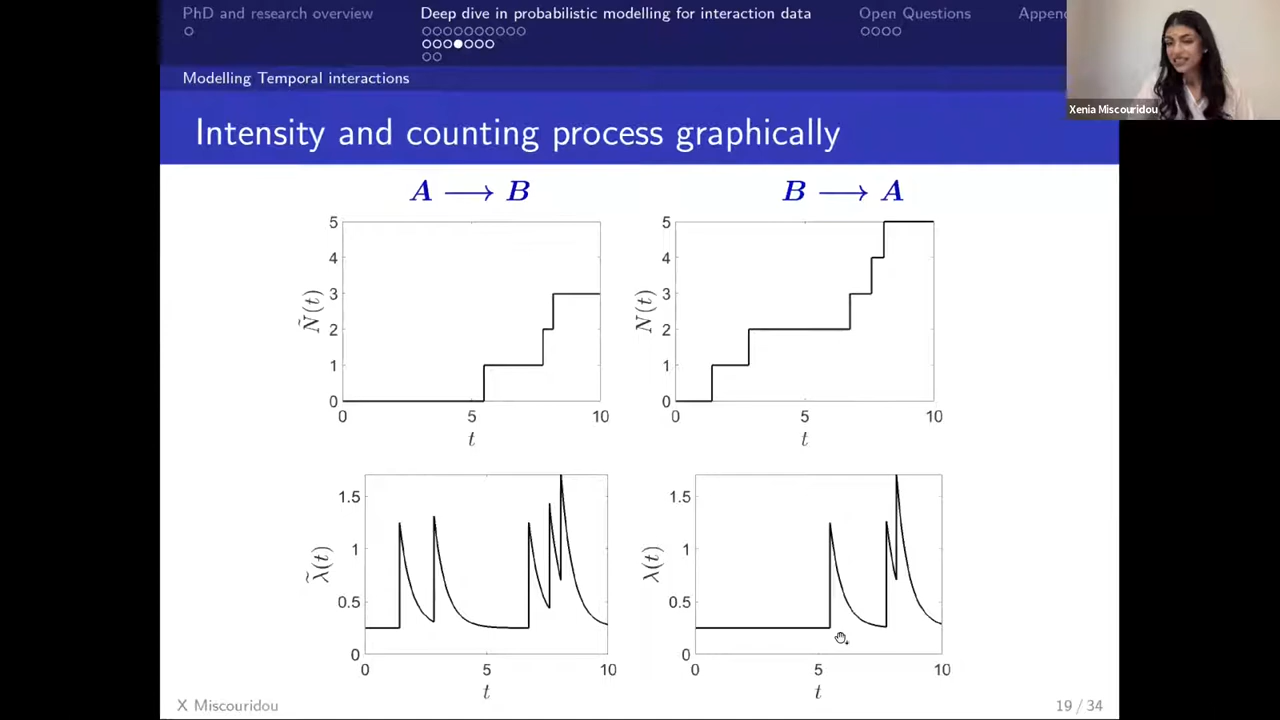 PhD and research overview
Deep dive in probabilistic modelling for interaction data
Open Questions
Appen
Modelling Temporal interactions
Xenia Miscouridou
Intensity and counting process graphically
A ⟶ B
B ⟶ A
5
4
3
2
1
0
Ñ(t)
0 5 10
t
5
4
3
2
1
0
N(t)
0 5 10
t
1.5
1
0.5
0
λ̃(t)
0 5 10
t
1.5
1
0.5
0
λ(t)
0 5 10
t
X Miscouridou
19 / 34